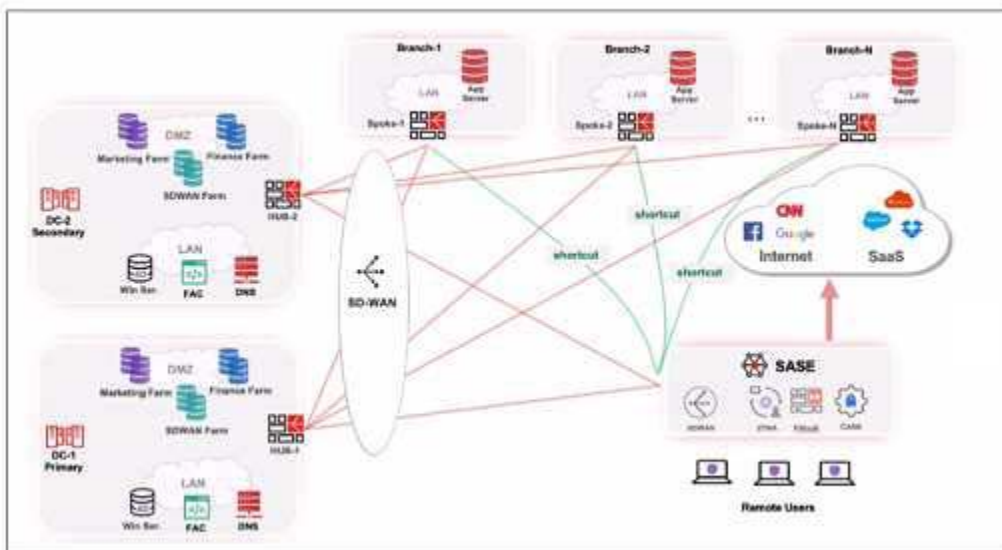 Branch-1
LAN
App
Server
Spoke-1
Branch-2
LAN
App
Server
Spoke-2
...
Branch-N
LAN
App
Server
Spoke-N
DMZ
Marketing Farm
Finance Farm
SDWAN Farm
DC-2
Secondary
HUB-2
LAN
Win Ser
FAC
DNS
SD-WAN
shortcut
shortcut
shortcut
CNN
Google
Internet
SaaS
DMZ
Marketing Farm
Finance Farm
SDWAN Farm
DC-1
Primary
HUB-1
LAN
Win Ser
FAC
DNS
SASE
SDWAN
ZTNA
FWaaS
CASB
Remote Users